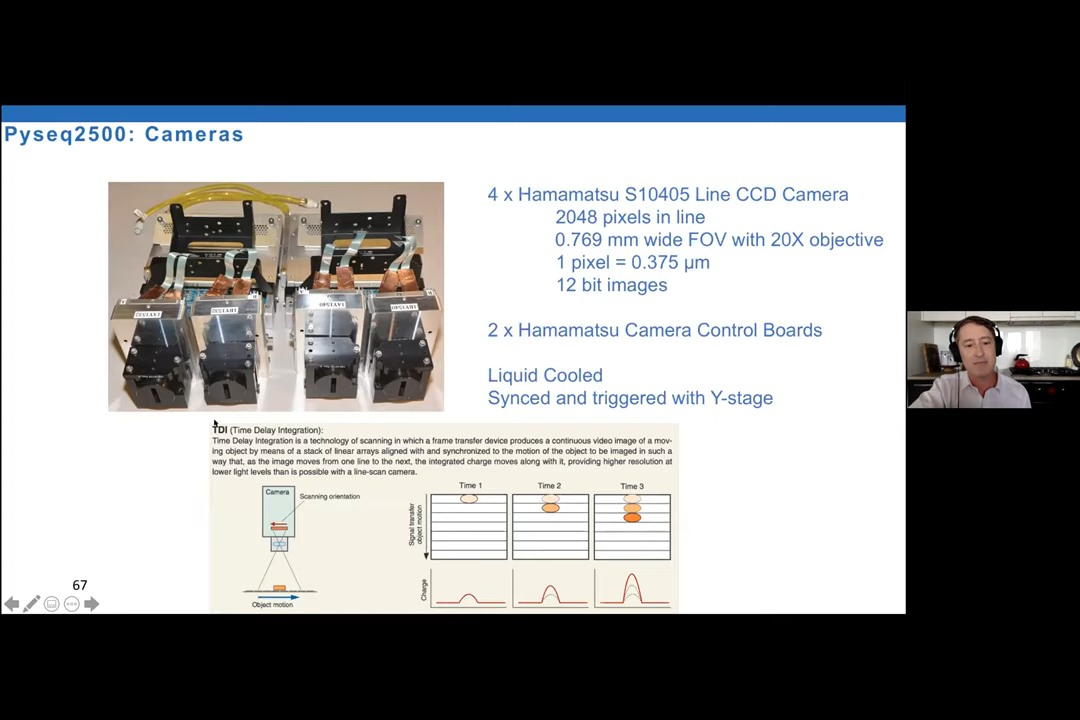 Pyseq2500: Cameras
4 x Hamamatsu S10405 Line CCD Camera
2048 pixels in line
0.769 mm wide FOV with 20X objective
1 pixel = 0.375 µm
12 bit images
2 x Hamamatsu Camera Control Boards
Liquid Cooled
Synced and triggered with Y-stage
TDI (Time Delay Integration):
Time Delay Integration is a technology of scanning in which a frame transfer device produces a continuous video image of a mov-
ing object by means of a stack of linear arrays aligned with and synchronized to the motion of the object to be imaged in such a
way that, as the image moves from one line to the next, the integrated charge moves along with it, providing higher resolution at
lower light levels than is possible with a line-scan camera.
Camera
Scanning orientation
Object motion
Time 1
Time 2
Time 3
Signal transfer
object motion
Charge
67